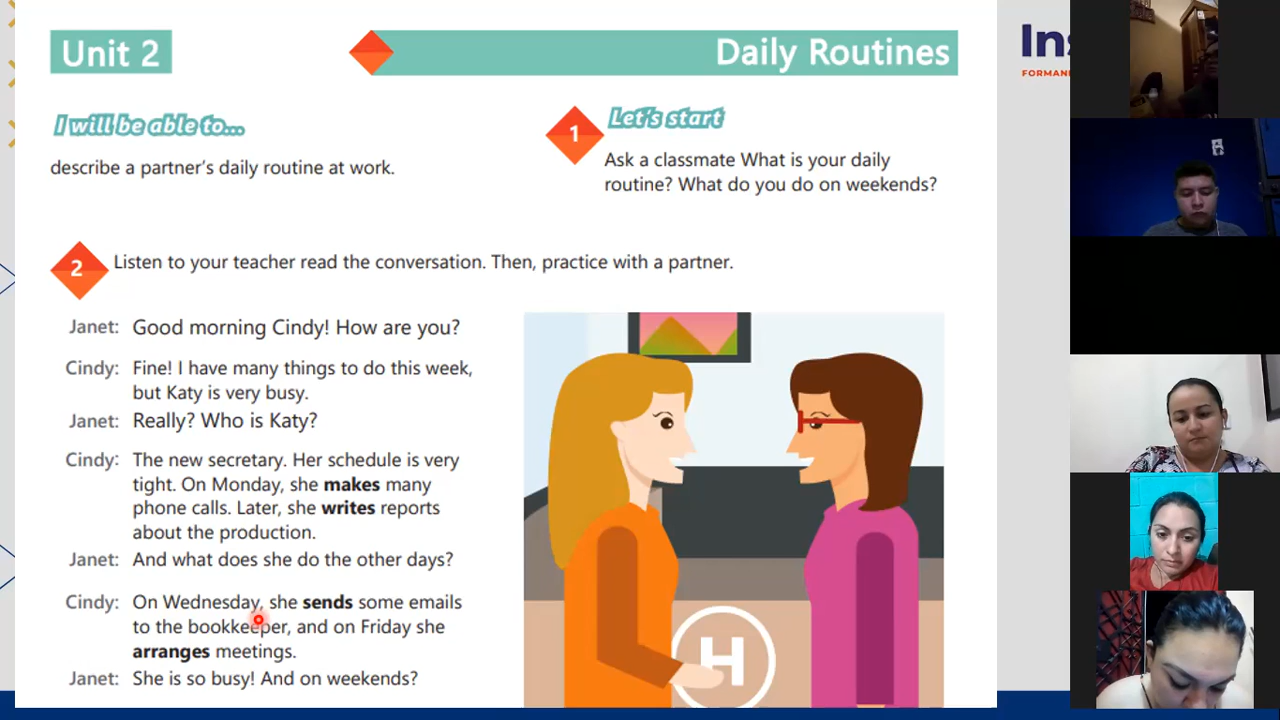 Unit 2
Daily Routines
I will be able to...
describe a partner's daily routine at work.
1
Let's start
Ask a classmate What is your daily
routine? What do you do on weekends?
2
Listen to your teacher read the conversation. Then, practice with a partner.
Janet: Good morning Cindy! How are you?
Cindy: Fine! I have many things to do this week,
but Katy is very busy.
Janet: Really? Who is Katy?
Cindy: The new secretary. Her schedule is very
tight. On Monday, she makes many
phone calls. Later, she writes reports
about the production.
Janet: And what does she do the other days?
Cindy: On Wednesday, she sends some emails
to the bookkeeper, and on Friday she
arranges meetings.
Janet: She is so busy! And on weekends?
H